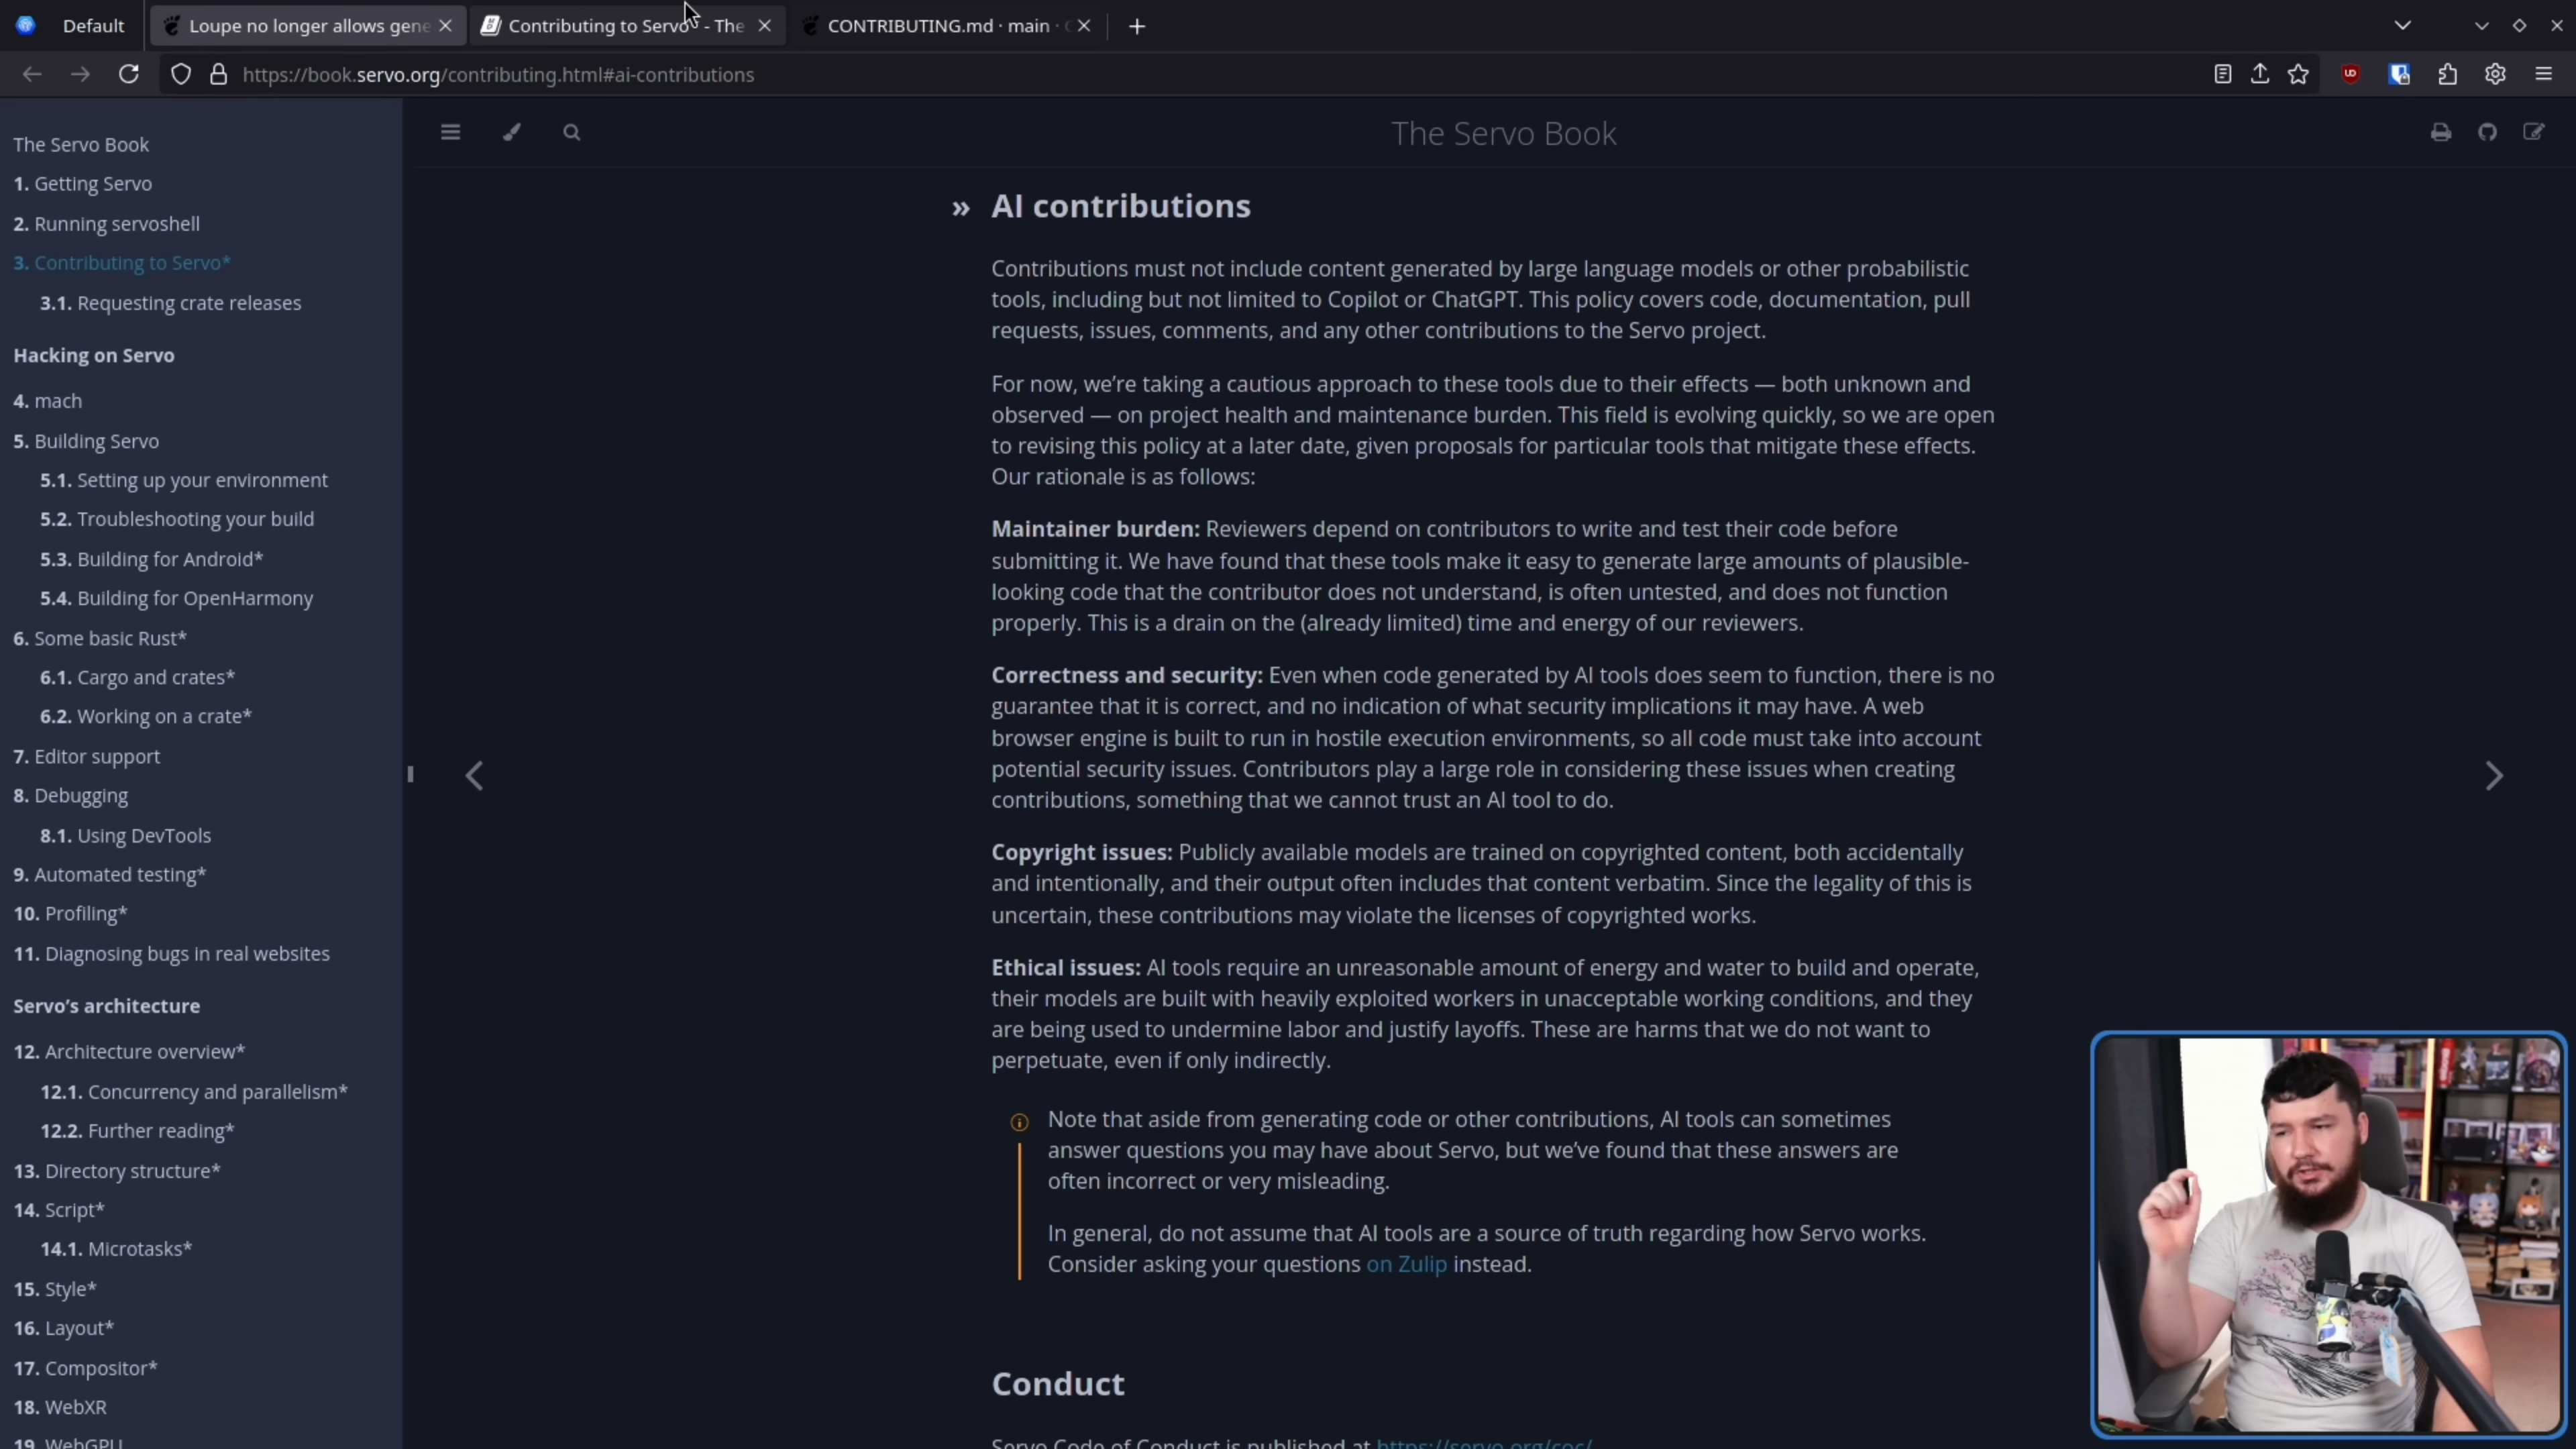 Default
Loupe no longer allows gene
Contributing to Servo* - The
CONTRIBUTING.md · main ·
https://book.servo.org/contributing.html#ai-contributions
The Servo Book
1. Getting Servo
2. Running servoshell
3. Contributing to Servo*
3.1. Requesting crate releases
Hacking on Servo
4. mach
5. Building Servo
5.1. Setting up your environment
5.2. Troubleshooting your build
5.3. Building for Android*
5.4. Building for OpenHarmony
6. Some basic Rust*
6.1. Cargo and crates*
6.2. Working on a crate*
7. Editor support
8. Debugging
8.1. Using DevTools
9. Automated testing*
10. Profiling*
11. Diagnosing bugs in real websites
Servo's architecture
12. Architecture overview*
12.1. Concurrency and parallelism*
12.2. Further reading*
13. Directory structure*
14. Script*
14.1. Microtasks*
15. Style*
16. Layout*
17. Compositor*
18. WebXR
19. WebGPU
The Servo Book
» AI contributions
Contributions must not include content generated by large language models or other probabilistic
tools, including but not limited to Copilot or ChatGPT. This policy covers code, documentation, pull
requests, issues, comments, and any other contributions to the Servo project.
For now, we're taking a cautious approach to these tools due to their effects — both unknown and
observed — on project health and maintenance burden. This field is evolving quickly, so we are open
to revising this policy at a later date, given proposals for particular tools that mitigate these effects.
Our rationale is as follows:
Maintainer burden: Reviewers depend on contributors to write and test their code before
submitting it. We have found that these tools make it easy to generate large amounts of plausible-
looking code that the contributor does not understand, is often untested, and does not function
properly. This is a drain on the (already limited) time and energy of our reviewers.
Correctness and security: Even when code generated by AI tools does seem to function, there is no
guarantee that it is correct, and no indication of what security implications it may have. A web
browser engine is built to run in hostile execution environments, so all code must take into account
potential security issues. Contributors play a large role in considering these issues when creating
contributions, something that we cannot trust an AI tool to do.
Copyright issues: Publicly available models are trained on copyrighted content, both accidentally
and intentionally, and their output often includes that content verbatim. Since the legality of this is
uncertain, these contributions may violate the licenses of copyrighted works.
Ethical issues: AI tools require an unreasonable amount of energy and water to build and operate,
their models are built with heavily exploited workers in unacceptable working conditions, and they
are being used to undermine labor and justify layoffs. These are harms that we do not want to
perpetuate, even if only indirectly.
Note that aside from generating code or other contributions, AI tools can sometimes
answer questions you may have about Servo, but we've found that these answers are
often incorrect or very misleading.
In general, do not assume that AI tools are a source of truth regarding how Servo works.
Consider asking your questions on Zulip instead.
Conduct
Servo Code of Conduct is published at https://servo.org/coc/